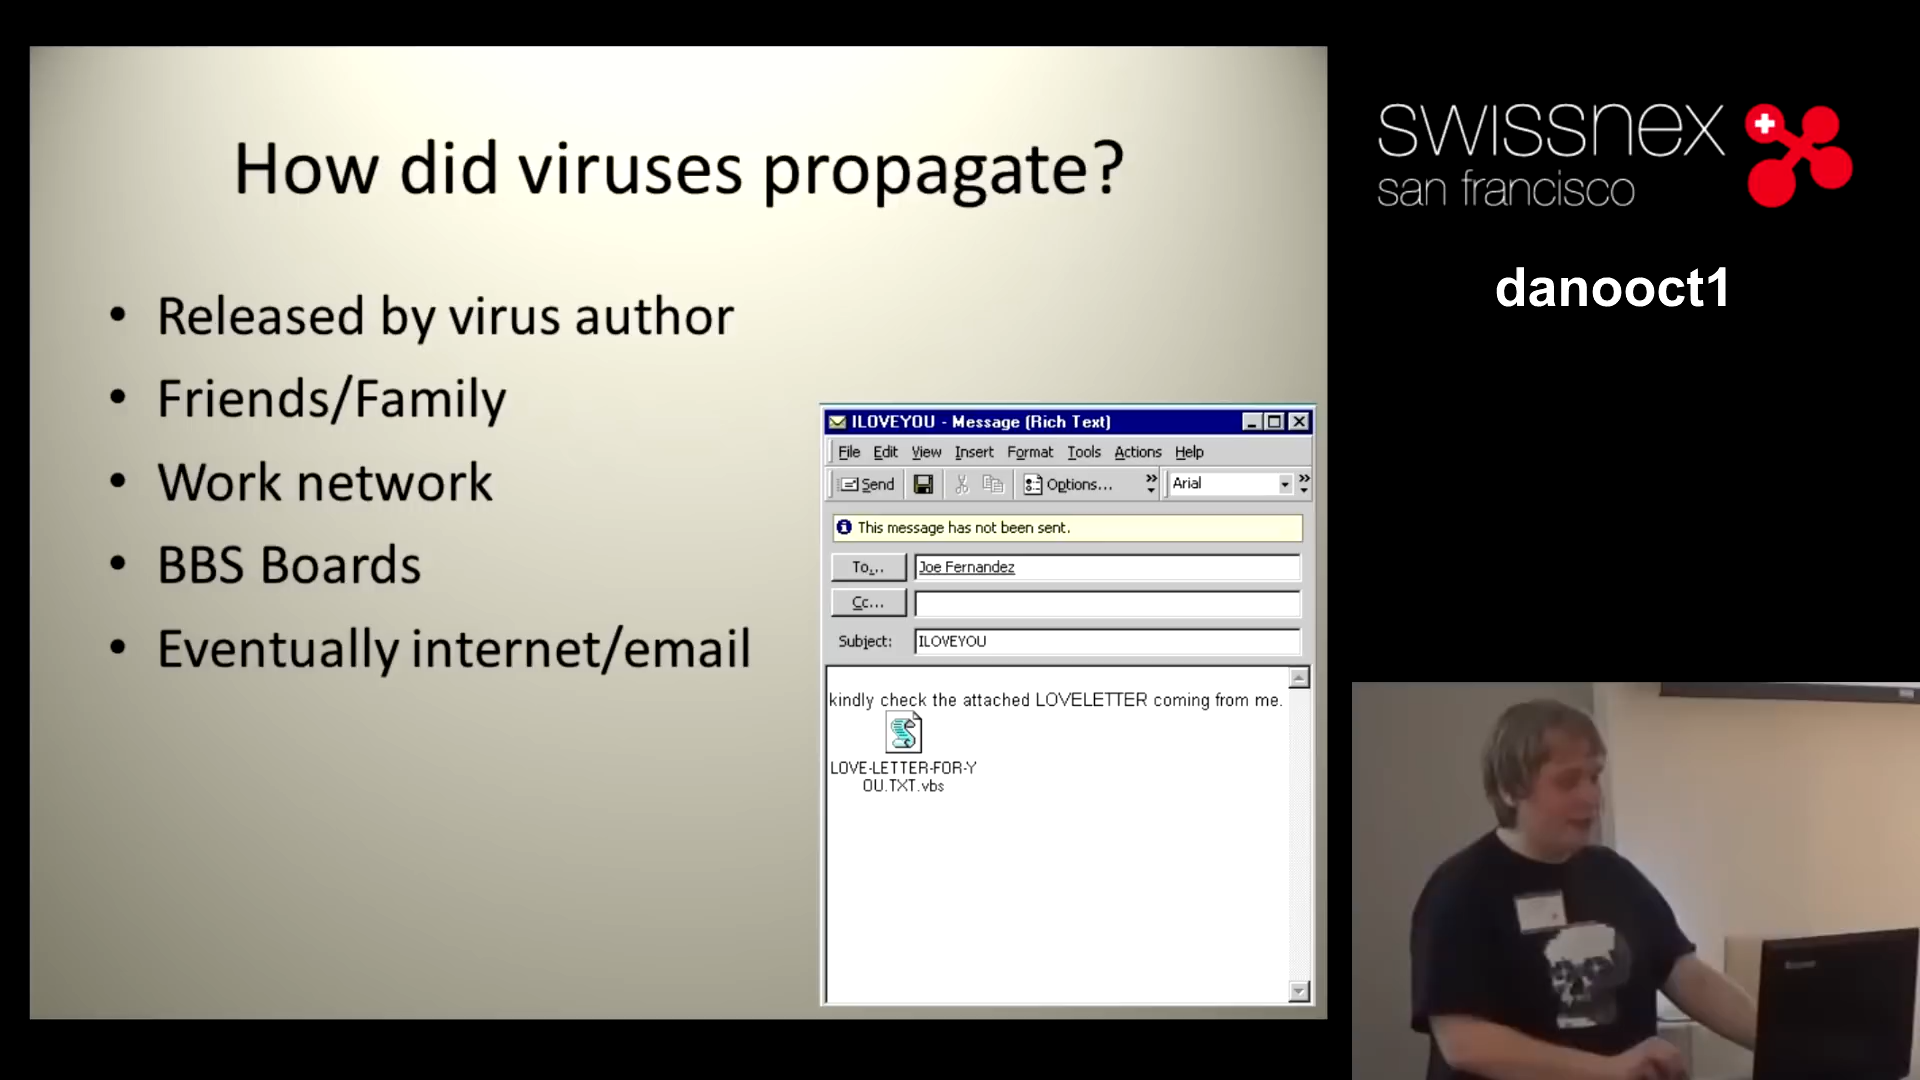 How did viruses propagate?
• Released by virus author
• Friends/Family
• Work network
• BBS Boards
• Eventually internet/email
ILOVEYOU - Message (Rich Text)
File Edit View Insert Format Tools Actions Help
Send Options... Arial
This message has not been sent.
To... Joe Fernandez
Cc...
Subject: ILOVEYOU
kindly check the attached LOVELETTER coming from me.
LOVE-LETTER-FOR-Y
OU.TXT.vbs
swissnex
san francisco
danooct1